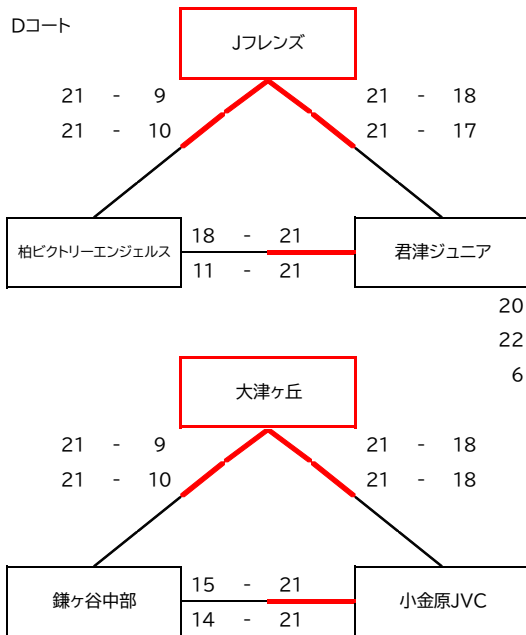 Dコート
Jフレンズ
21 - 9 21 - 18
21 - 10 21 - 17
柏ビクトリーエンジェルス 18 - 21 君津ジュニア
11 - 21
20
22
6
大津ヶ丘
21 - 9 21 - 18
21 - 10 21 - 18
鎌ヶ谷中部 15 - 21 小金原JVC
14 - 21